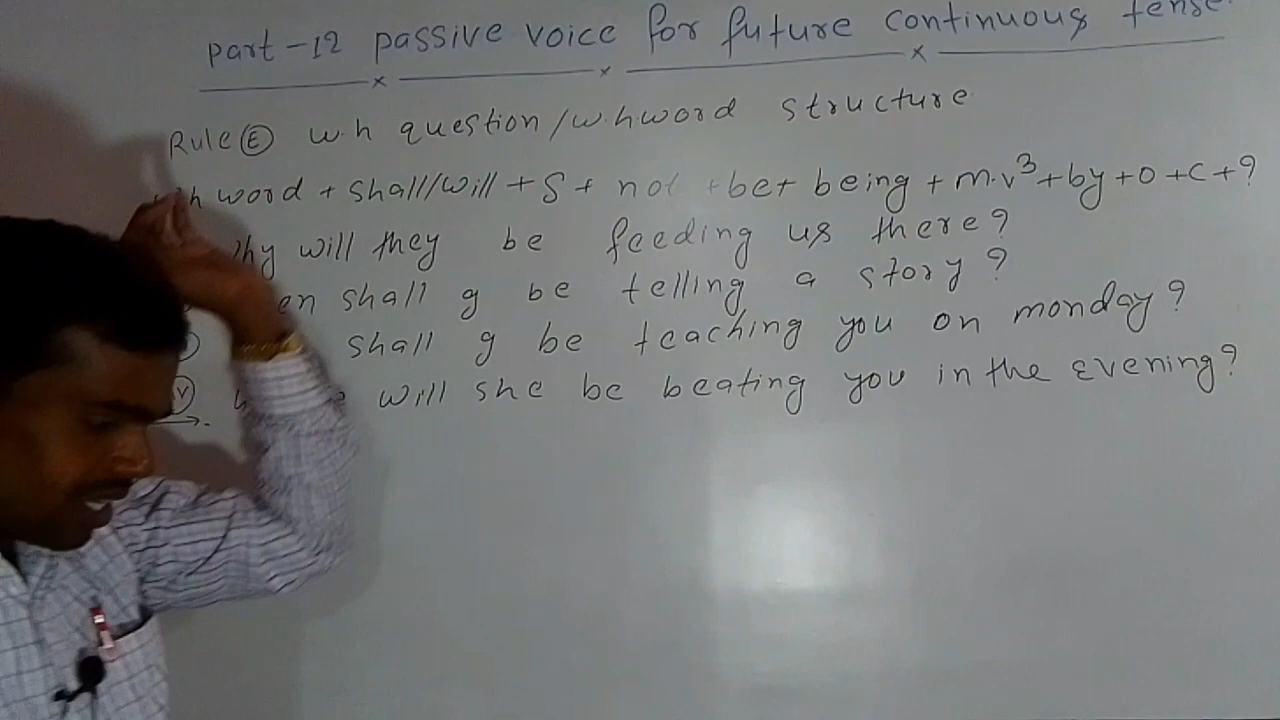 part-12 passive voice for future continuous tense
Rule Ⓔ w.h question/w.hword structure
wh word + shall/will + S + not + be+ being + m.v³ + by + o + c + ?
why will they be feeding us there?
shall g be telling a story?
shall g be teaching you on monday?
will she be beating you in the Evening?